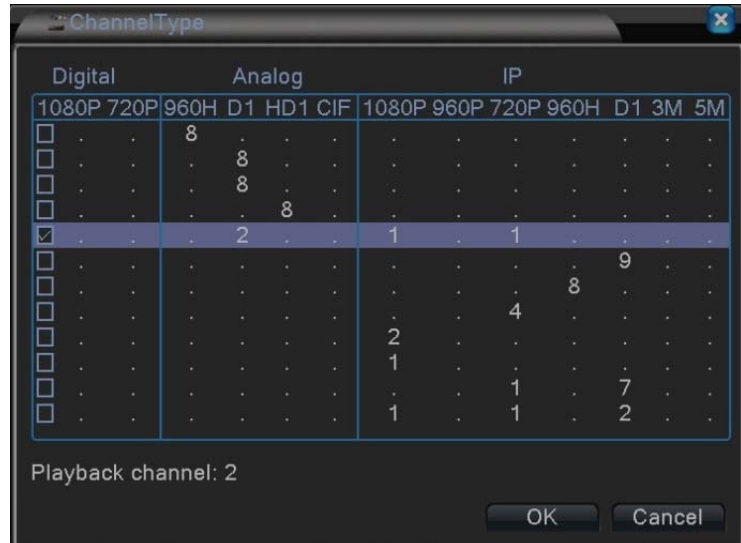 ChannelType
Digital Analog IP
1080P 720P 960H D1 HD1 CIF 1080P 960P 720P 960H D1 3M 5M
. . 8 . . . . . . . . . .
. . . 8 . . . . . . . . .
. . . 8 . . . . . . . . .
. . . . 8 . . . . . . . .
. . . 2 . . 1 . 1 . . . .
. . . . . . . . . . 9 . .
. . . . . . . . . 8 . . .
. . . . . . . . 4 . . . .
. . . . . . 2 . . . . . .
. . . . . . 1 . . . . . .
. . . . . . . . 1 . 7 . .
. . . . . . 1 . 1 . 2 . .
Playback channel: 2
OK Cancel